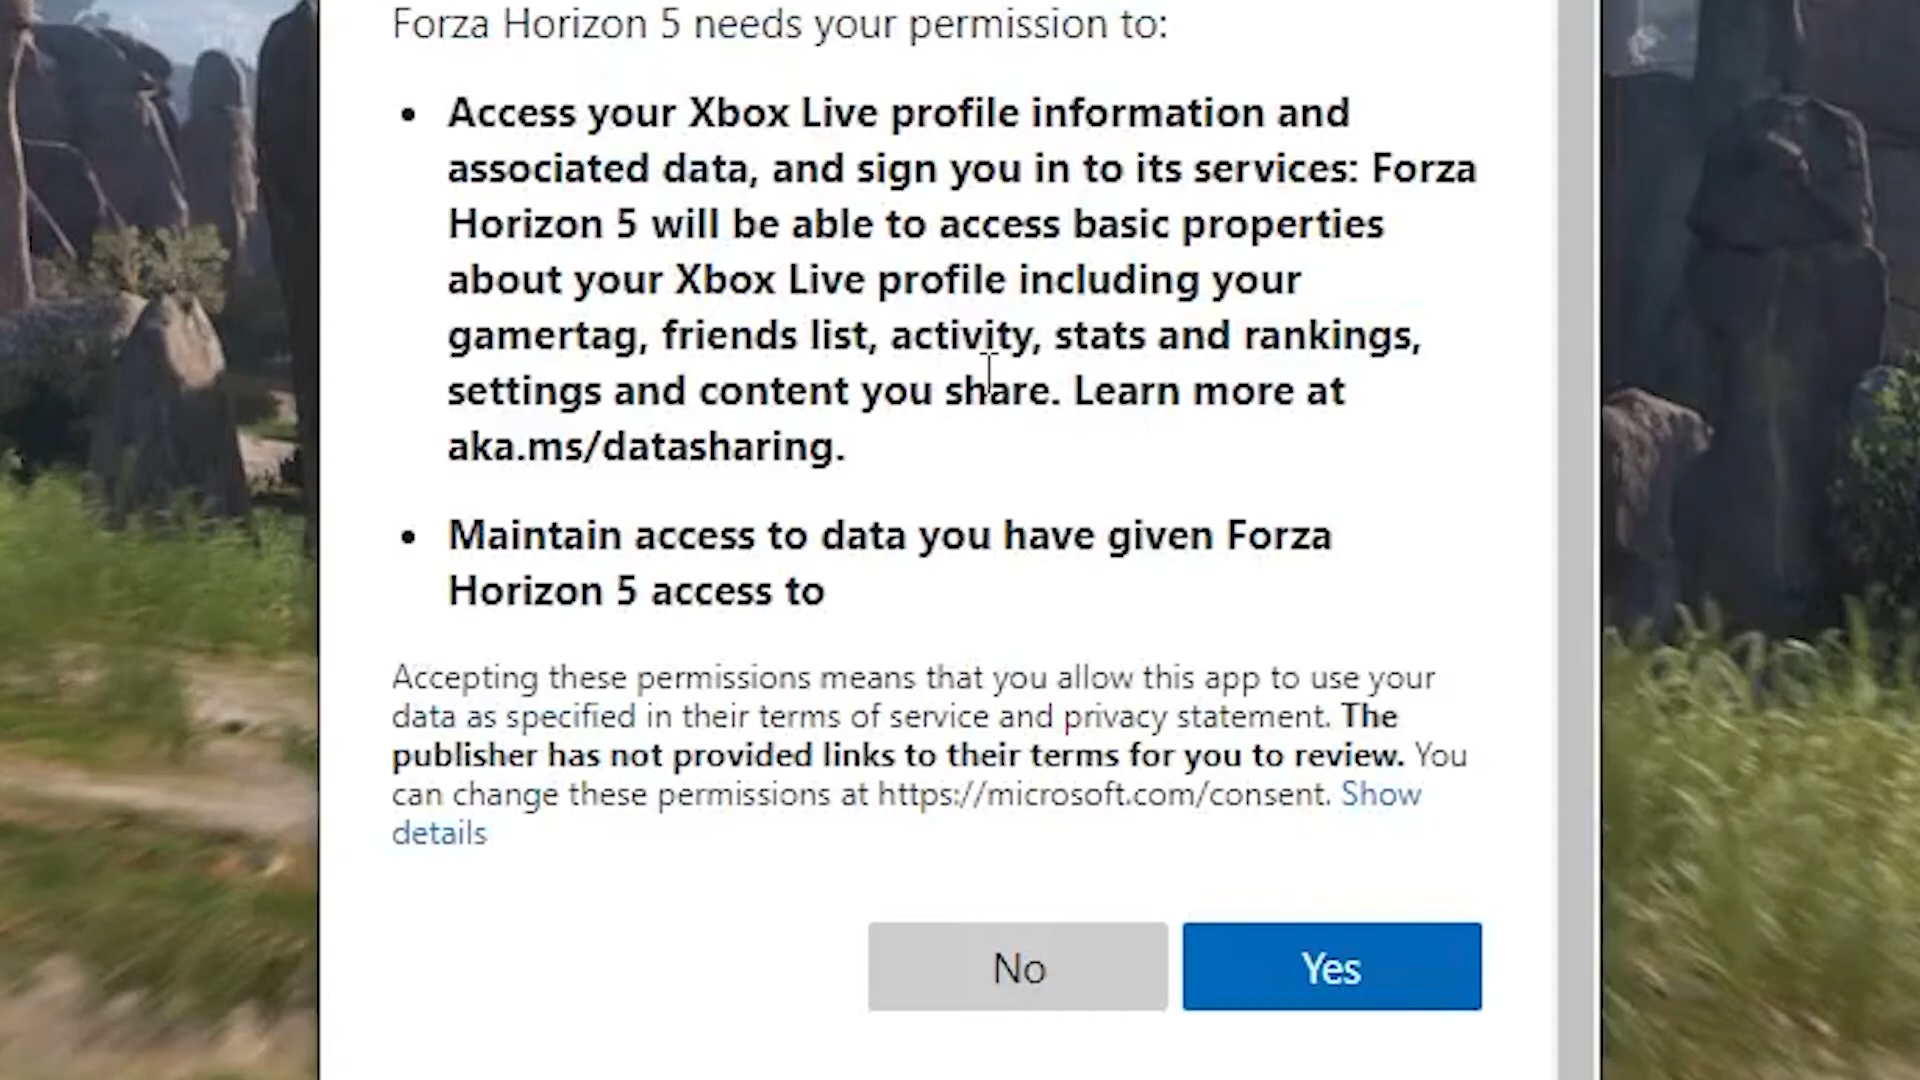 Forza Horizon 5 needs your permission to:
• Access your Xbox Live profile information and
associated data, and sign you in to its services: Forza
Horizon 5 will be able to access basic properties
about your Xbox Live profile including your
gamertag, friends list, activity, stats and rankings,
settings and content you share. Learn more at
aka.ms/datasharing.
• Maintain access to data you have given Forza
Horizon 5 access to
Accepting these permissions means that you allow this app to use your
data as specified in their terms of service and privacy statement. The
publisher has not provided links to their terms for you to review. You
can change these permissions at https://microsoft.com/consent. Show
details
No
Yes